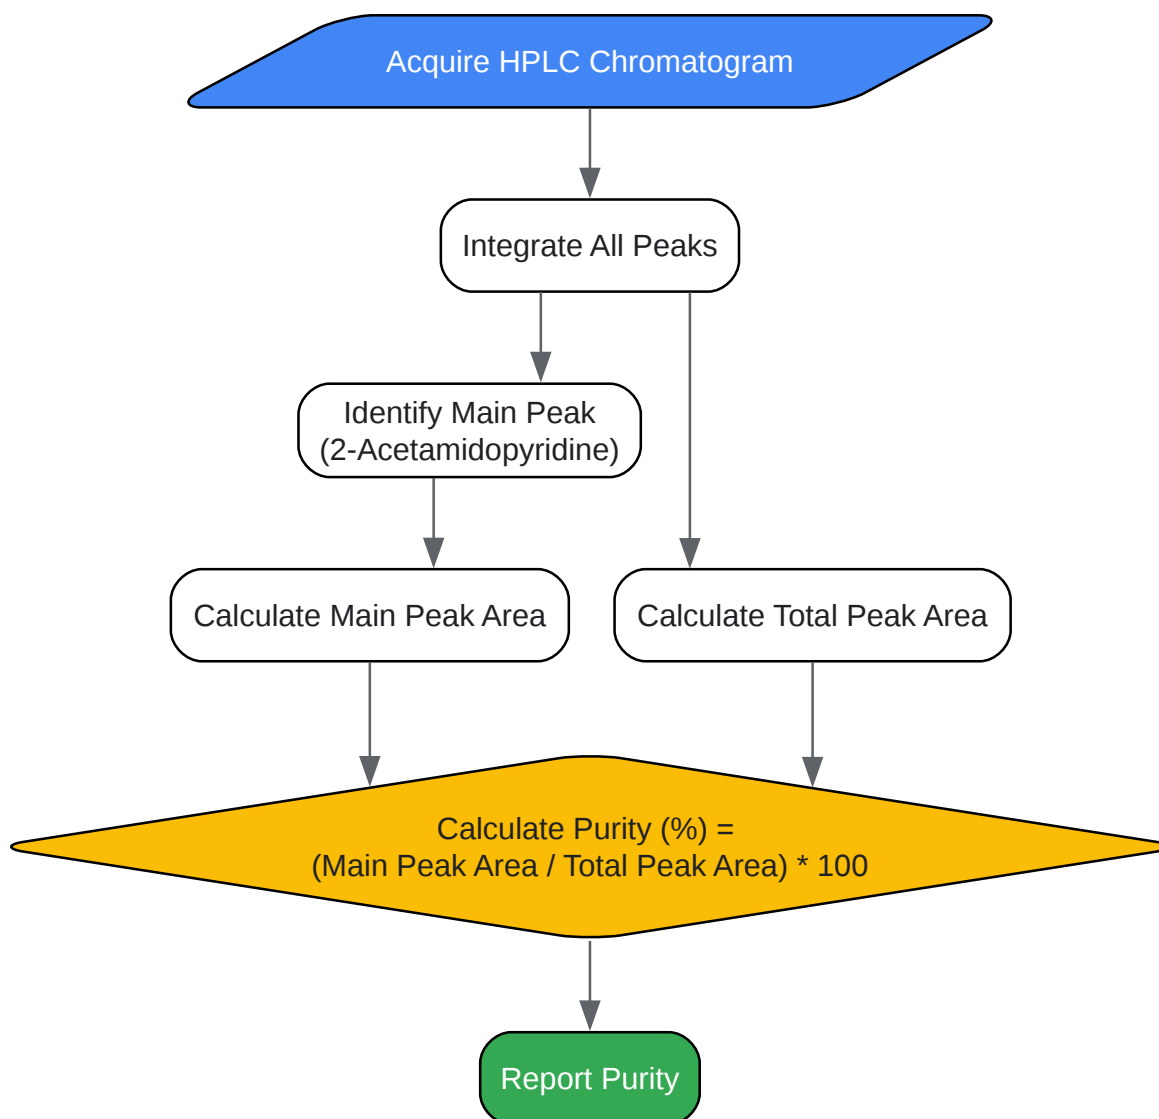 Acquire HPLC Chromatogram
Integrate All Peaks
Identify Main Peak
(2-Acetamidopyridine)
Calculate Main Peak Area
Calculate Total Peak Area
Calculate Purity (%) =
(Main Peak Area / Total Peak Area) * 100
Report Purity